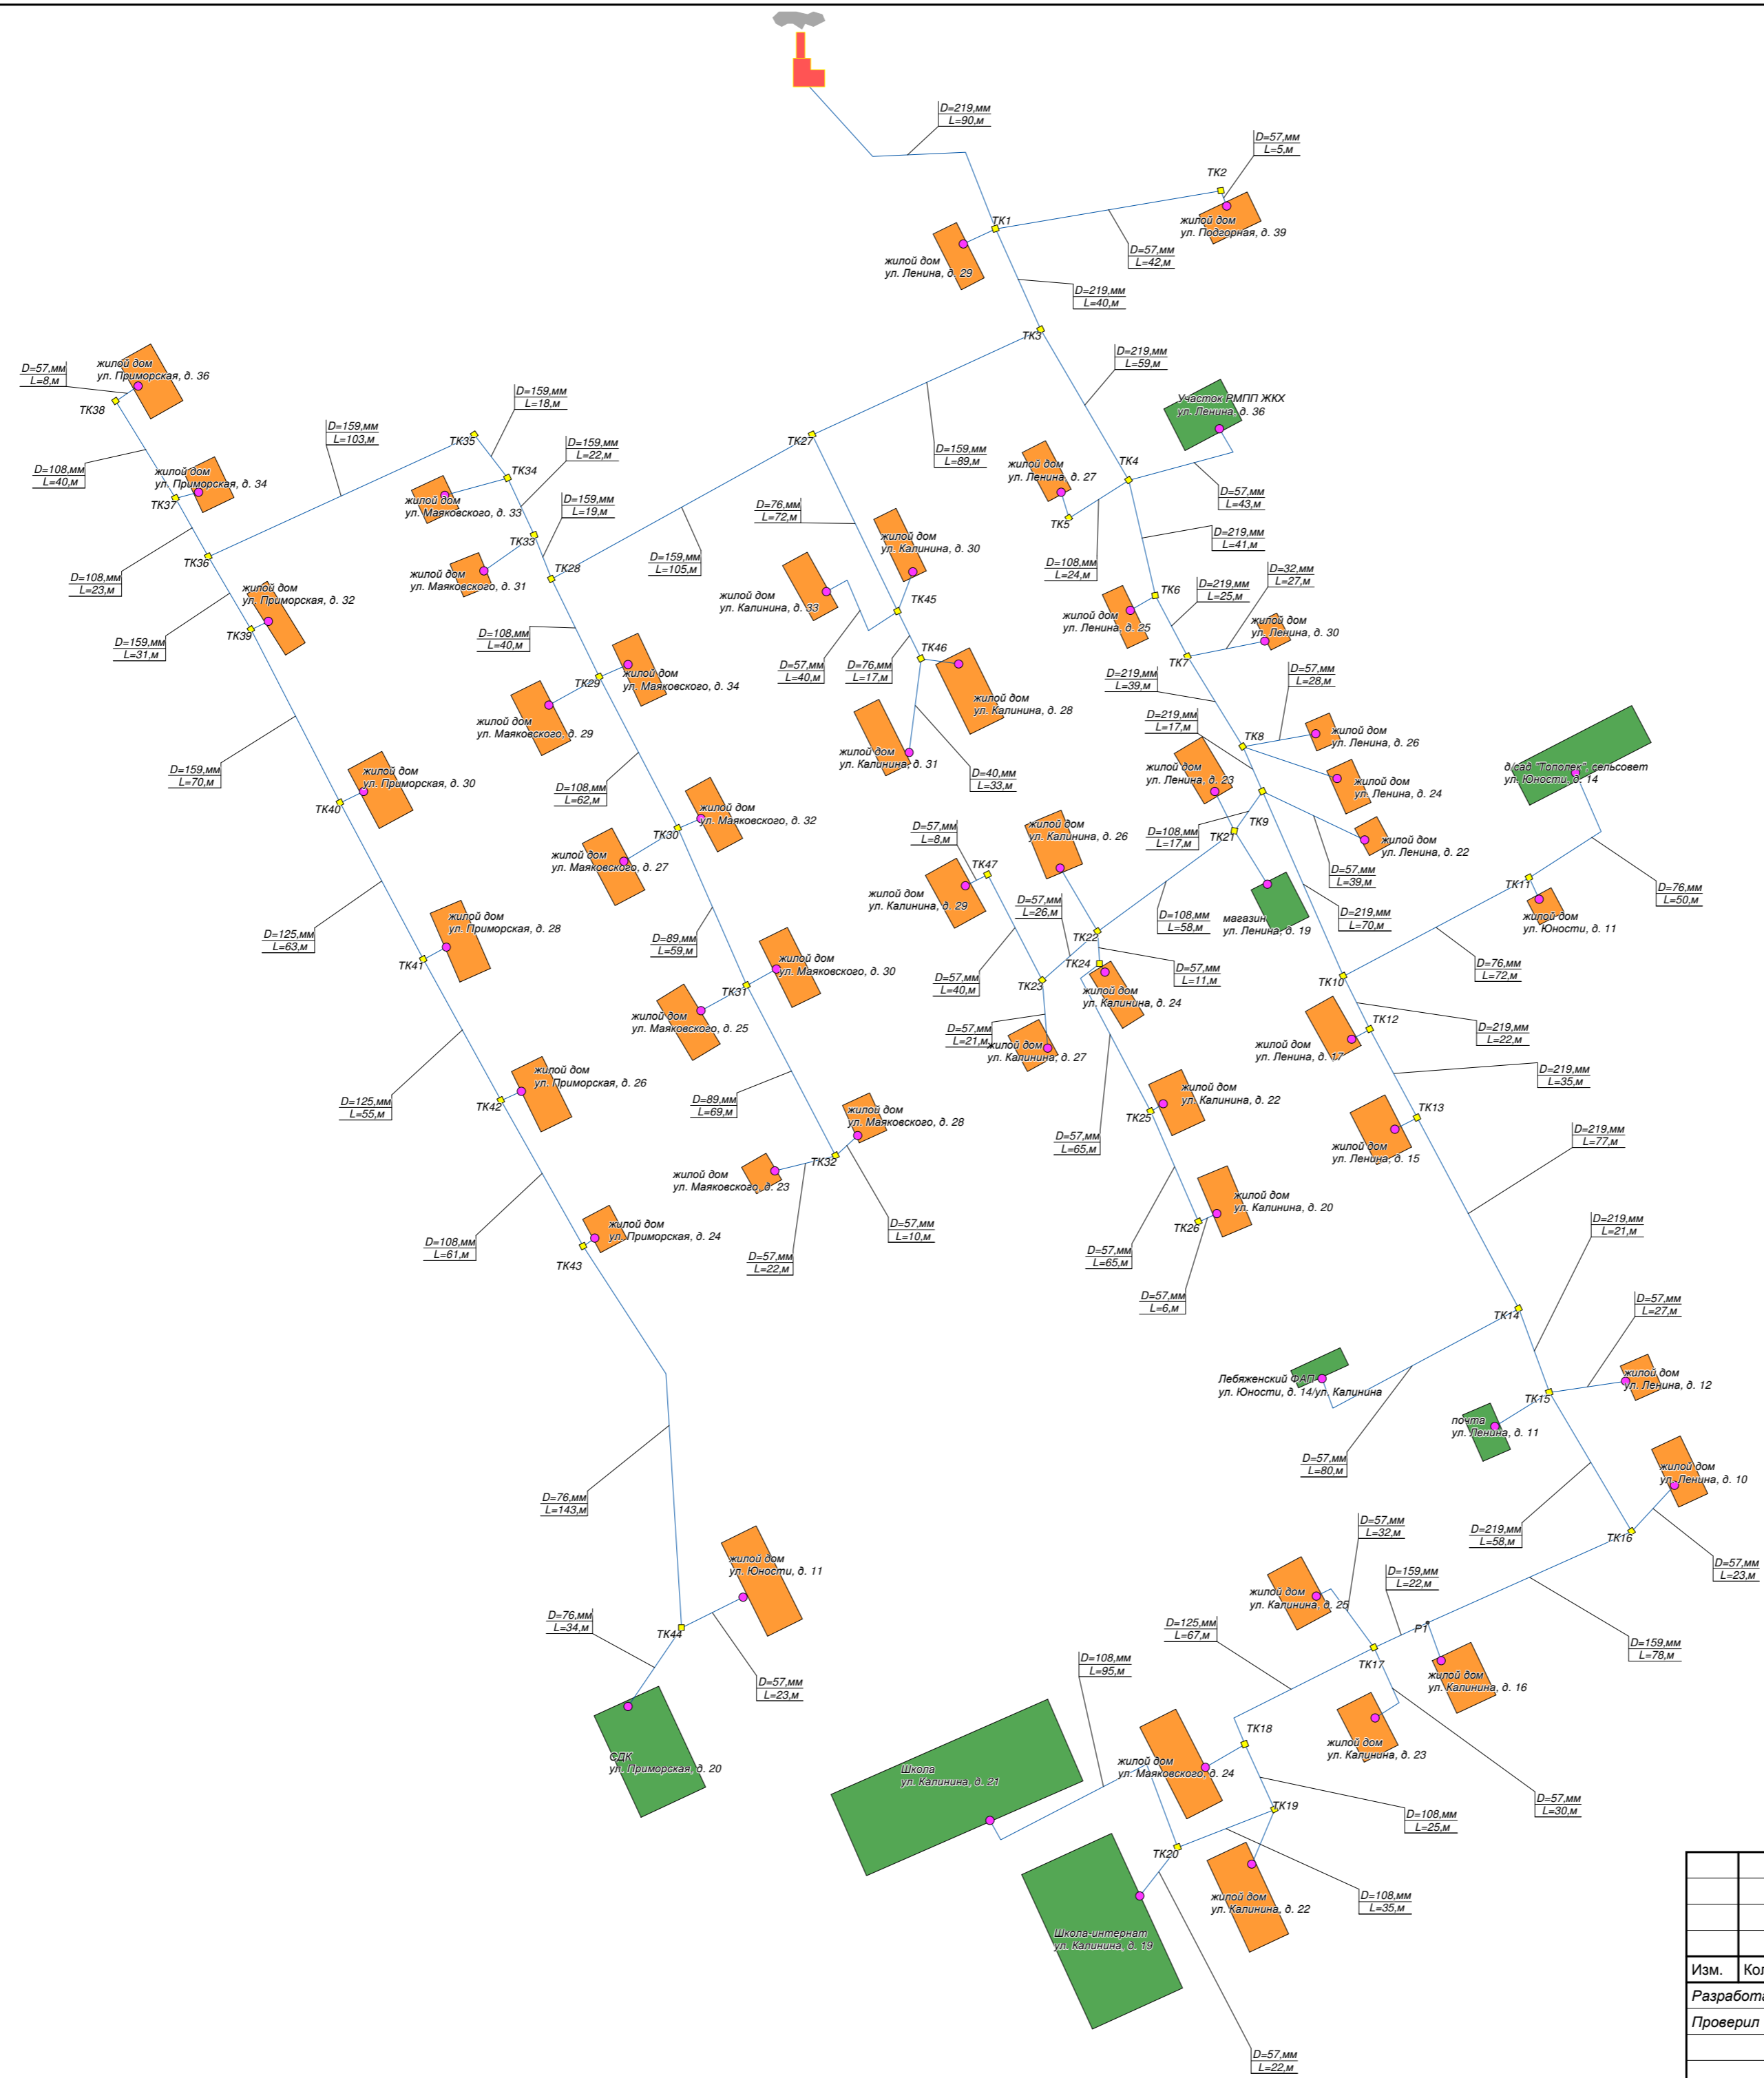 D=219,мм
L=90,м
D=57,мм
L=5,м
ТК2
жилой дом
ул. Подгорная, д. 39
ТК1
D=57,мм
L=42,м
жилой дом
ул. Ленина, д. 29
D=219,мм
L=40,м
ТК3
D=219,мм
L=59,м
D=57,мм
L=8,м
жилой дом
ул. Приморская, д. 36
ТК38
D=159,мм
L=18,м
Участок РМПП ЖКХ
ул. Ленина, д. 36
D=159,мм
L=103,м
ТК35
D=159,мм
L=22,м
ТК27
D=159,мм
L=89,м
ТК4
жилой дом
ул. Ленина, д. 27
D=108,мм
L=40,м
жилой дом
ул. Приморская, д. 34
ТК37
ТК34
жилой дом
ул. Маяковского, д. 33
D=159,мм
L=19,м
D=76,мм
L=72,м
D=57,мм
L=43,м
ТК5
ТК33
жилой дом
ул. Калинина, д. 30
D=219,мм
L=41,м
ТК36
D=159,мм
L=105,м
D=108,мм
L=24,м
D=32,мм
L=27,м
D=108,мм
L=23,м
жилой дом
ул. Маяковского, д. 31
ТК28
жилой дом
ул. Калинина, д. 33
ТК45
D=219,мм
L=25,м
ТК6
жилой дом
ул. Приморская, д. 32
ТК39
жилой дом
ул. Ленина, д. 25
жилой дом
ул. Ленина, д. 30
D=159,мм
L=31,м
D=108,мм
L=40,м
D=57,мм
L=40,м
D=76,мм
L=17,м
ТК46
ТК7
D=57,мм
L=28,м
D=219,мм
L=39,м
ТК29
жилой дом
ул. Маяковского, д. 34
жилой дом
ул. Маяковского, д. 29
жилой дом
ул. Калинина, д. 28
D=219,мм
L=17,м
ТК8
жилой дом
ул. Ленина, д. 26
жилой дом
ул. Калинина, д. 31
жилой дом
ул. Ленина, д. 23
д/сад "Тополек", сельсовет
ул. Юности, д. 14
D=159,мм
L=70,м
жилой дом
ул. Приморская, д. 30
ТК40
D=108,мм
L=62,м
D=40,мм
L=33,м
жилой дом
ул. Ленина, д. 24
жилой дом
ул. Маяковского, д. 32
ТК30
D=57,мм
L=8,м
жилой дом
ул. Калинина, д. 26
D=108,мм
L=17,м
ТК21
ТК9
жилой дом
ул. Ленина, д. 22
жилой дом
ул. Маяковского, д. 27
ТК47
жилой дом
ул. Калинина, д. 29
D=57,мм
L=39,м
ТК11
D=76,мм
L=50,м
D=57,мм
L=26,м
D=108,мм
L=58,м
магазин
ул. Ленина, д. 19
D=219,мм
L=70,м
жилой дом
ул. Юности, д. 11
D=125,мм
L=63,м
жилой дом
ул. Приморская, д. 28
ТК41
D=89,мм
L=59,м
жилой дом
ул. Маяковского, д. 30
ТК31
ТК22
ТК24
D=57,мм
L=11,м
D=76,мм
L=72,м
D=57,мм
L=40,м
ТК23
жилой дом
ул. Калинина, д. 24
ТК10
жилой дом
ул. Маяковского, д. 25
D=57,мм
L=21,м
жилой дом
ул. Калинина, д. 27
ТК12
D=219,мм
L=22,м
жилой дом
ул. Ленина, д. 17
D=219,мм
L=35,м
жилой дом
ул. Приморская, д. 26
ТК42
D=125,мм
L=55,м
D=89,мм
L=69,м
жилой дом
ул. Маяковского, д. 28
жилой дом
ул. Калинина, д. 22
ТК25
ТК13
D=57,мм
L=65,м
D=219,мм
L=77,м
жилой дом
ул. Ленина, д. 15
ТК32
жилой дом
ул. Маяковского, д. 23
жилой дом
ул. Калинина, д. 20
ТК26
D=57,мм
L=10,м
D=219,мм
L=21,м
жилой дом
ул. Приморская, д. 24
D=108,мм
L=61,м
ТК43
D=57,мм
L=22,м
D=57,мм
L=65,м
D=57,мм
L=6,м
D=57,мм
L=27,м
ТК14
Лебяженский ФАП
ул. Юности, д. 14/ул. Калинина
жилой дом
ул. Ленина, д. 12
ТК15
почта
ул. Ленина, д. 11
D=57,мм
L=80,м
жилой дом
ул. Ленина, д. 10
D=76,мм
L=143,м
D=57,мм
L=32,м
D=219,мм
L=58,м
ТК16
D=57,мм
L=23,м
жилой дом
ул. Юности, д. 11
D=159,мм
L=22,м
жилой дом
ул. Калинина, д. 25
D=76,мм
L=34,м
ТК44
D=125,мм
L=67,м
Р1
D=159,мм
L=78,м
D=108,мм
L=95,м
ТК17
жилой дом
ул. Калинина, д. 16
D=57,мм
L=23,м
ТК18
жилой дом
ул. Калинина, д. 23
СДК
ул. Приморская, д. 20
Школа
ул. Калинина, д. 21
жилой дом
ул. Маяковского, д. 24
D=57,мм
L=30,м
ТК19
D=108,мм
L=25,м
ТК20
жилой дом
ул. Калинина, д. 22
D=108,мм
L=35,м
Школа-интернат
ул. Калинина, д. 19
Изм.
Кол
Разработа
Проверил
D=57,мм
L=22,м